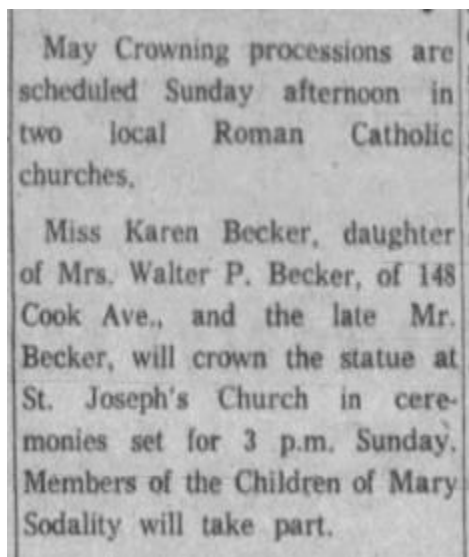 May Crowning processions are
scheduled Sunday afternoon in
two local Roman Catholic
churches.
Miss Karen Becker, daughter
of Mrs. Walter P. Becker, of 148
Cook Ave., and the late Mr.
Becker, will crown the statue at
St. Joseph's Church in cere-
monies set for 3 p.m. Sunday.
Members of the Children of Mary
Sodality will take part.